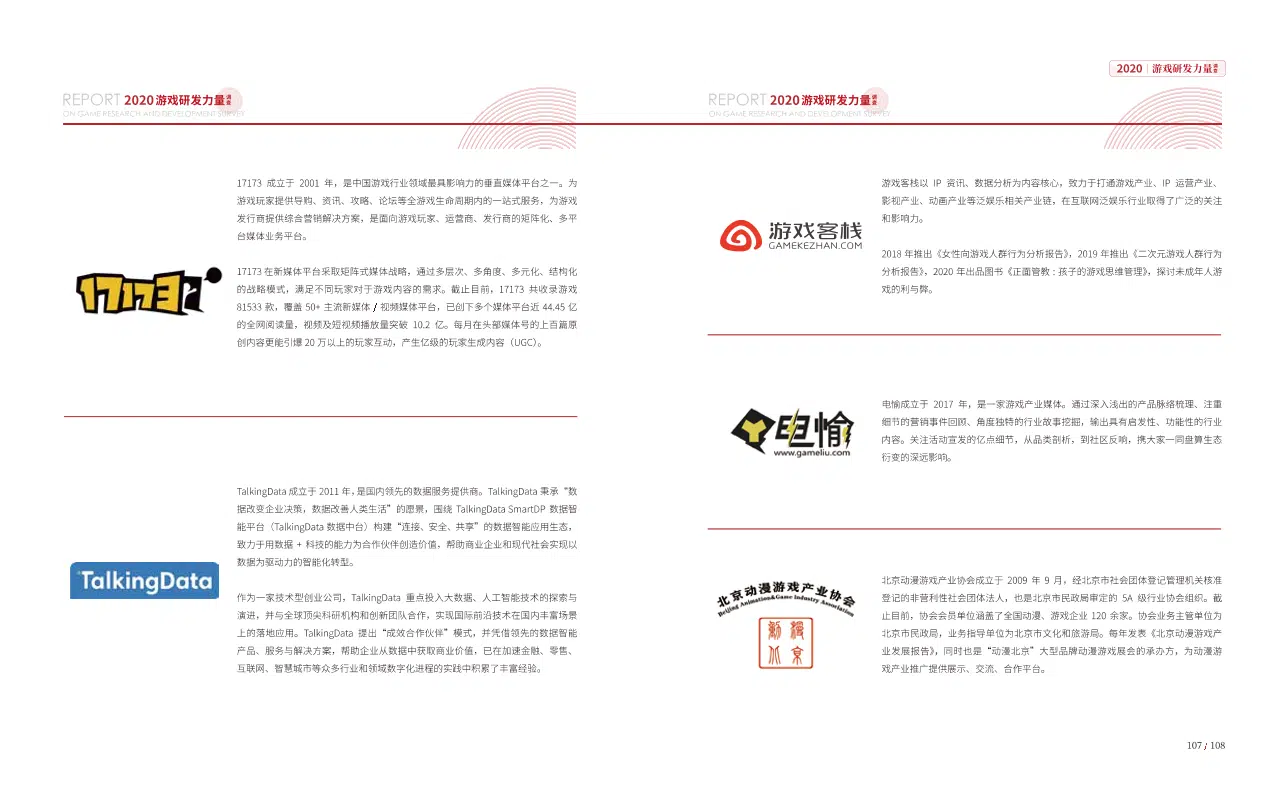 2020 游戏研发力量调查
REPORT 2020游戏研发力量调查
ON GAME RESEARCH AND DEVELOPMENT SURVEY
17173
17173 成立于 2001 年，是中国游戏行业领域最具影响力的垂直媒体平台之一。为
游戏玩家提供导购、资讯、攻略、论坛等全游戏生命周期内的一站式服务，为游戏
发行商提供综合营销解决方案，是面向游戏玩家、运营商、发行商的矩阵化、多平
台媒体业务平台。
17173 在新媒体平台采取矩阵式媒体战略，通过多层次、多角度、多元化、结构化
的战略模式，满足不同玩家对于游戏内容的需求。截止目前，17173 共收录游戏
81533 款，覆盖 50+ 主流新媒体 / 视频媒体平台，已创下多个媒体平台近 44.45 亿
的全网阅读量，视频及短视频播放量突破 10.2 亿。每月在头部媒体号的上百篇原
创内容更能引爆 20 万以上的玩家互动，产生亿级的玩家生成内容（UGC）。
TalkingData
TalkingData 成立于 2011 年，是国内领先的数据服务提供商。TalkingData 秉承“数
据改变企业决策，数据改善人类生活”的愿景，围绕 TalkingData SmartDP 数据智
能平台（TalkingData 数据中台）构建“连接、安全、共享”的数据智能应用生态，
致力于用数据 + 科技的能力为合作伙伴创造价值，帮助商业企业和现代社会实现以
数据为驱动力的智能化转型。
作为一家技术型创业公司，TalkingData 重点投入大数据、人工智能技术的探索与
演进，并与全球顶尖科研机构和创新团队合作，实现国际前沿技术在国内丰富场景
上的落地应用。TalkingData 提出“成效合作伙伴”模式，并凭借领先的数据智能
产品、服务与解决方案，帮助企业从数据中获取商业价值，已在加速金融、零售、
互联网、智慧城市等众多行业和领域数字化进程的实践中积累了丰富经验。
REPORT 2020游戏研发力量调查
ON GAME RESEARCH AND DEVELOPMENT SURVEY
游戏客栈
GAMEKEZHAN.COM
游戏客栈以 IP 资讯、数据分析为内容核心，致力于打通游戏产业、IP 运营产业、
影视产业、动画产业等泛娱乐相关产业链，在互联网泛娱乐行业取得了广泛的关注
和影响力。
2018 年推出《女性向游戏人群行为分析报告》，2019 年推出《二次元游戏人群行为
分析报告》，2020 年出品图书《正面管教：孩子的游戏思维管理》，探讨未成年人游
戏的利与弊。
电愉
www.gameliu.com
电愉成立于 2017 年，是一家游戏产业媒体。通过深入浅出的产品脉络梳理、注重
细节的营销事件回顾、角度独特的行业故事挖掘，输出具有启发性、功能性的行业
内容。关注活动宣发的亿点细节，从品类剖析，到社区反响，携大家一同盘算生态
衍变的深远影响。
北京动漫游戏产业协会
Beijing Animation&Game Industry Association
北京动漫游戏产业协会成立于 2009 年 9 月，经北京市社会团体登记管理机关核准
登记的非营利性社会团体法人，也是北京市民政局审定的 5A 级行业协会组织。截
止目前，协会会员单位涵盖了全国动漫、游戏企业 120 余家。协会业务主管单位为
北京市民政局，业务指导单位为北京市文化和旅游局。每年发表《北京动漫游戏产
业发展报告》，同时也是“动漫北京”大型品牌动漫游戏展会的承办方，为动漫游
戏产业推广提供展示、交流、合作平台。
107 / 108